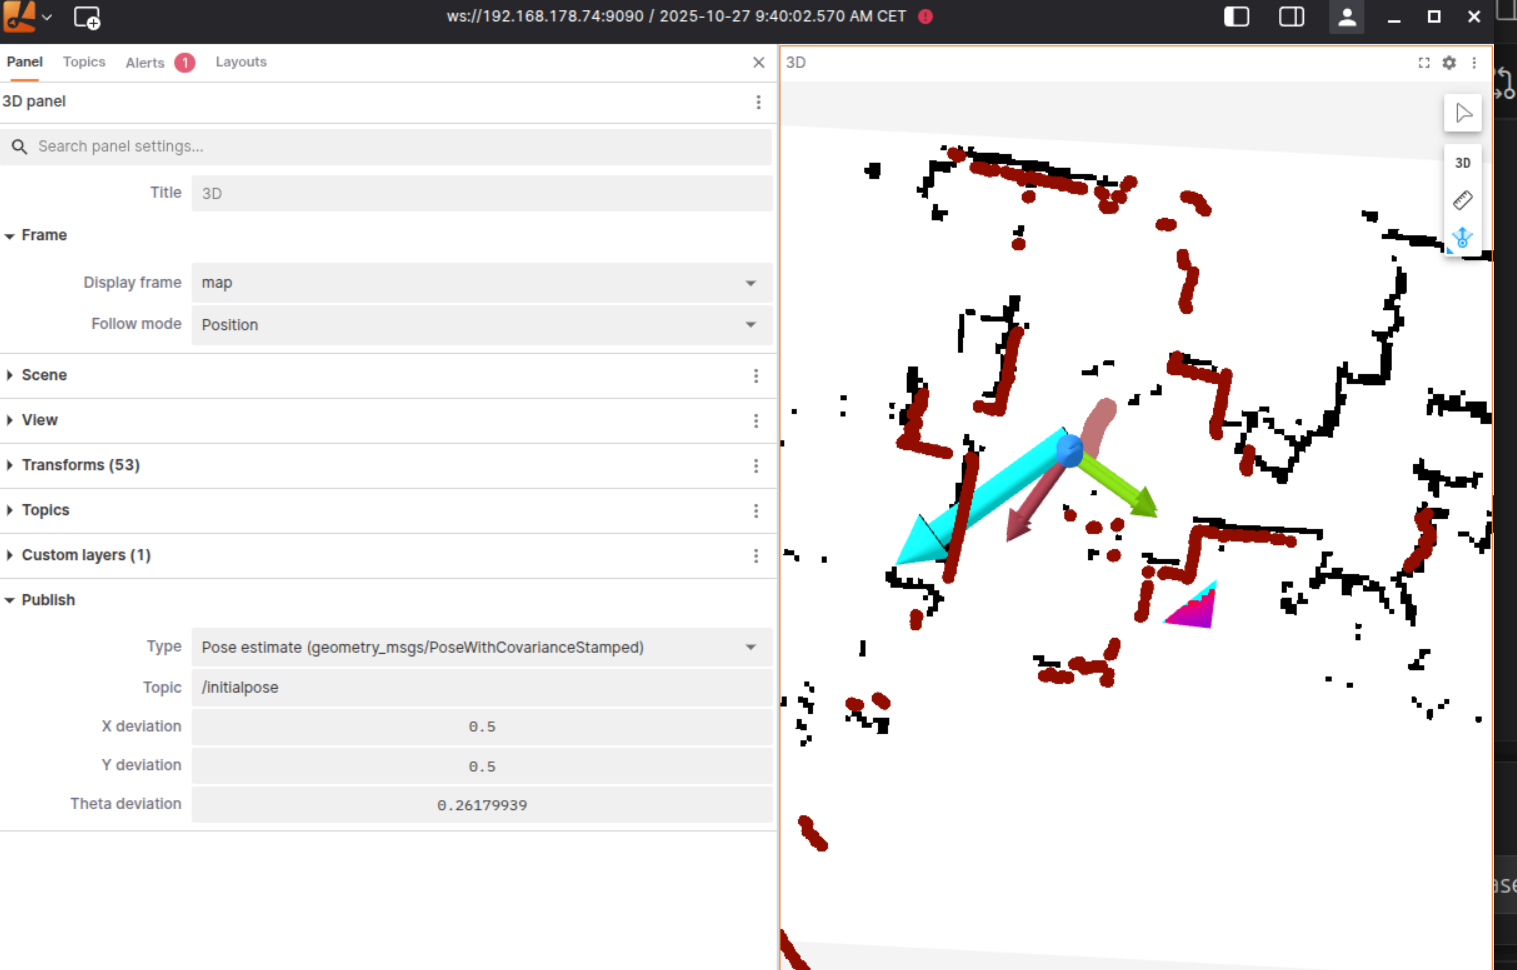 ws://192.168.178.74:9090 / 2025-10-27 9:40:02.570 AM CET
Panel Topics Alerts 1 Layouts
3D panel
Search panel settings...
Title 3D
Frame
Display frame map
Follow mode Position
Scene
View
Transforms (53)
Topics
Custom layers (1)
Publish
Type Pose estimate (geometry_msgs/PoseWithCovarianceStamped)
Topic /initialpose
X deviation 0.5
Y deviation 0.5
Theta deviation 0.26179939
3D
3D